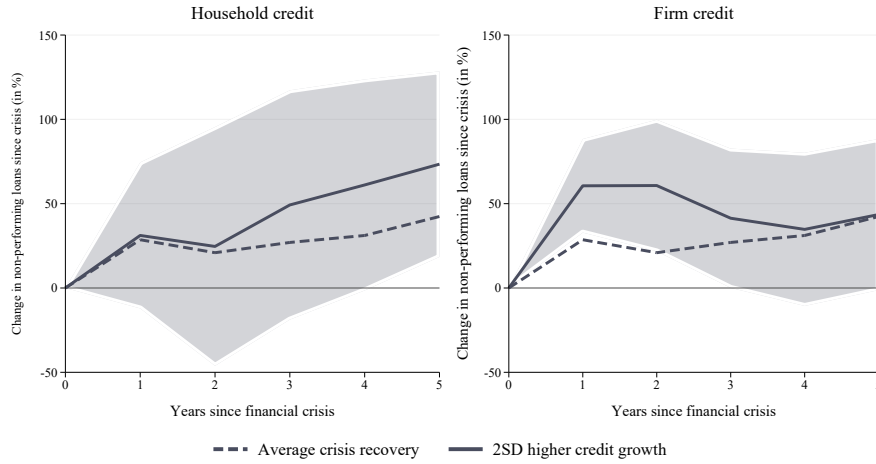 Household credit
Change in non-performing loans since crisis (in %)
150
100
50
0
-50
0 1 2 3 4 5
Years since financial crisis
Firm credit
Change in non-performing loans since crisis (in %)
150
100
50
0
-50
0 1 2 3 4
Years since financial crisis
Average crisis recovery
2SD higher credit growth